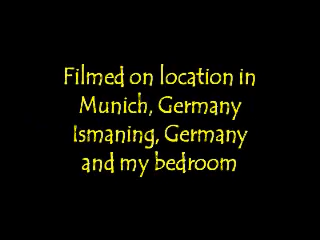 Filmed on location in
Munich, Germany
Ismaning, Germany
and my bedroom